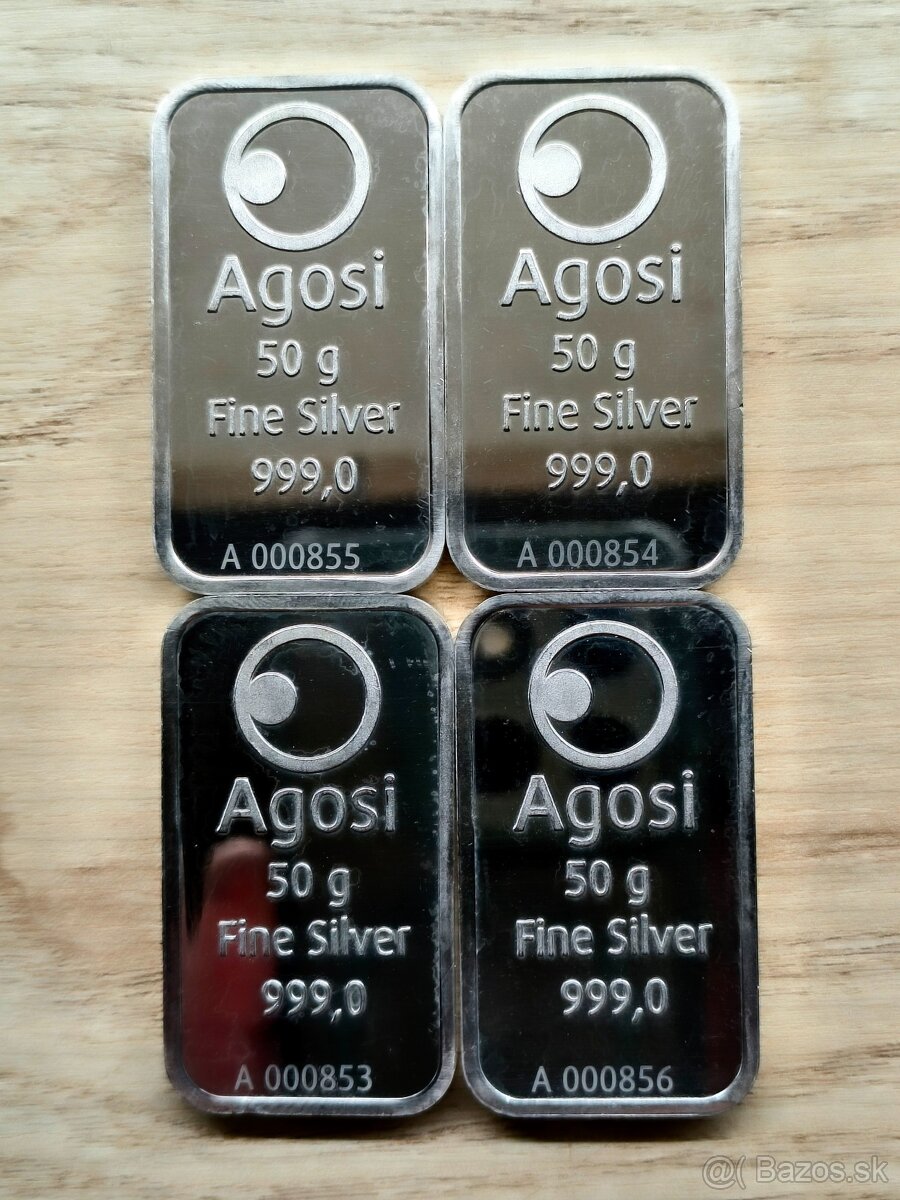 Agosi
50 g
Fine Silver
999,0
A 000855
Agosi
50 g
Fine Silver
999,0
A 000854
Agosi
50 g
Fine Silver
999,0
A 000853
Agosi
50 g
Fine Silver
999,0
A 000856
@( Bazos.sk